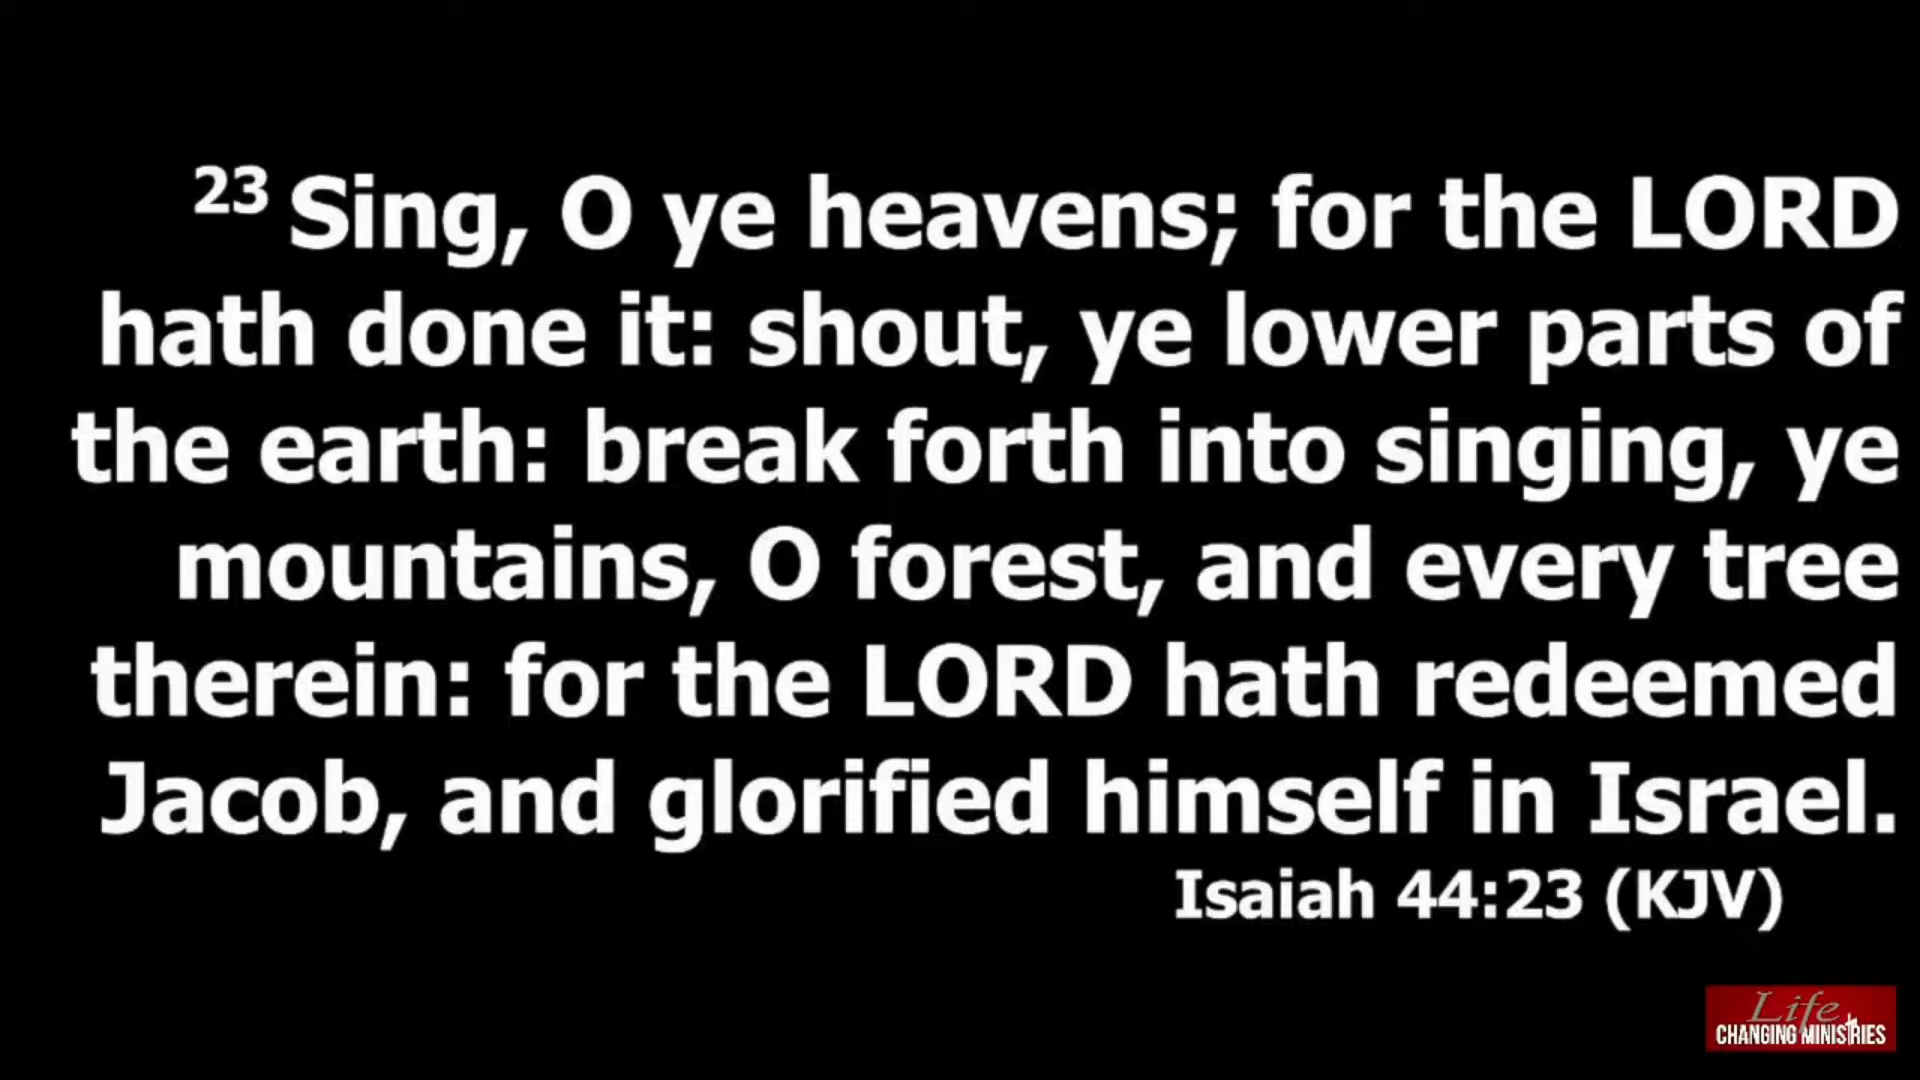 23 Sing, O ye heavens; for the LORD
hath done it: shout, ye lower parts of
the earth: break forth into singing, ye
mountains, O forest, and every tree
therein: for the LORD hath redeemed
Jacob, and glorified himself in Israel.
Isaiah 44:23 (KJV)
Life
CHANGING MINISTRIES